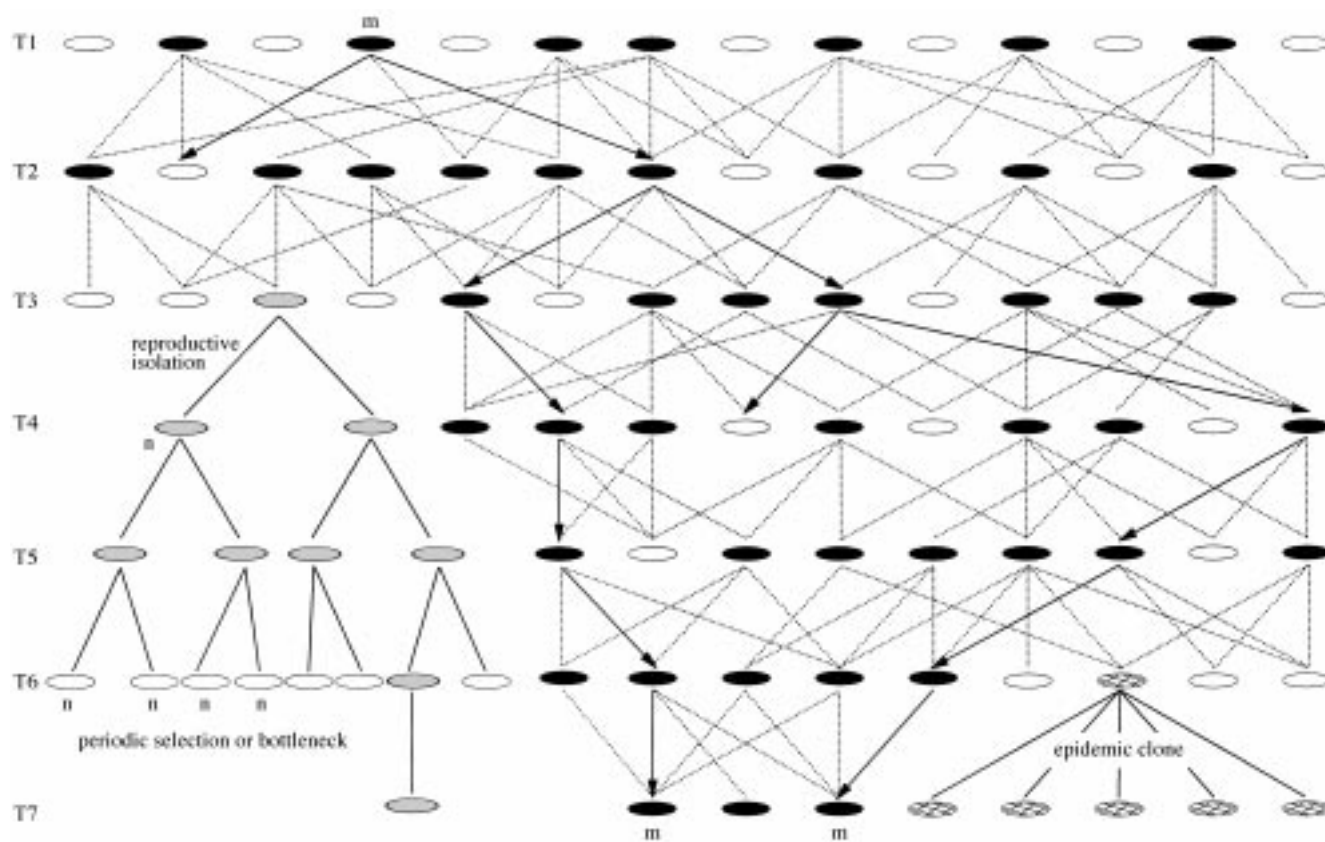 m
T1
T2
T3
reproductive
isolation
T4
n
T5
T6
n n n n
periodic selection or bottleneck
epidemic clone
T7
m m